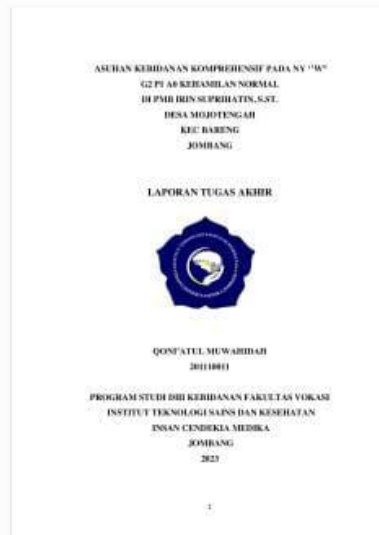 ASUHAN KEBIDANAN KOMPREHENSIF PADA NY "W"
G2 P1 A0 KEHAMILAN NORMAL
DI PMB IRIN SUPRIHATIN, S.ST.
DESA MOJOTENGAH
KEC BARENG
JOMBANG
LAPORAN TUGAS AKHIR
QONI'ATUL MUWAHIDAH
201110011
PROGRAM STUDI DIII KEBIDANAN FAKULTAS VOKASI
INSTITUT TEKNOLOGI SAINS DAN KESEHATAN
INSAN CENDEKIA MEDIKA
JOMBANG
2023